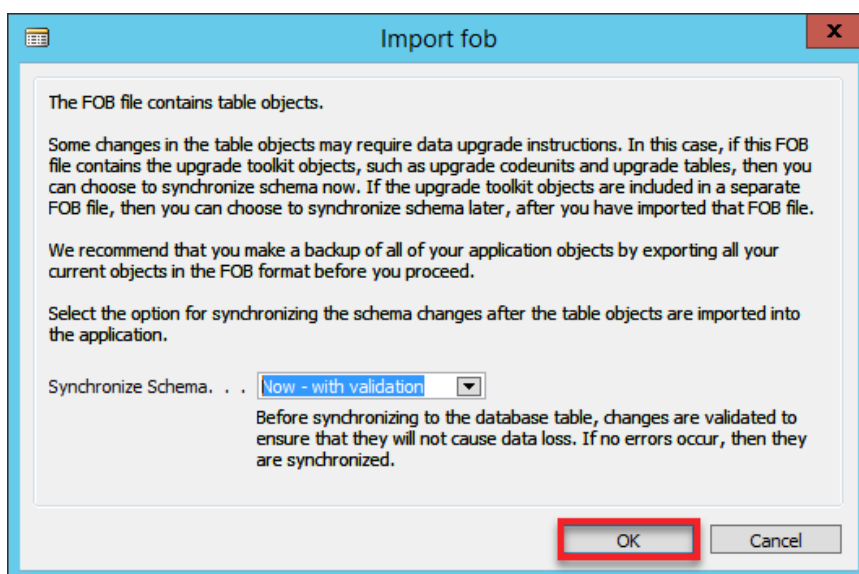 Import fob
x
The FOB file contains table objects.
Some changes in the table objects may require data upgrade instructions. In this case, if this FOB
file contains the upgrade toolkit objects, such as upgrade codeunits and upgrade tables, then you
can choose to synchronize schema now. If the upgrade toolkit objects are included in a separate
FOB file, then you can choose to synchronize schema later, after you have imported that FOB file.
We recommend that you make a backup of all of your application objects by exporting all your
current objects in the FOB format before you proceed.
Select the option for synchronizing the schema changes after the table objects are imported into
the application.
Synchronize Schema. . . Now - with validation
Before synchronizing to the database table, changes are validated to
ensure that they will not cause data loss. If no errors occur, then they
are synchronized.
OK Cancel